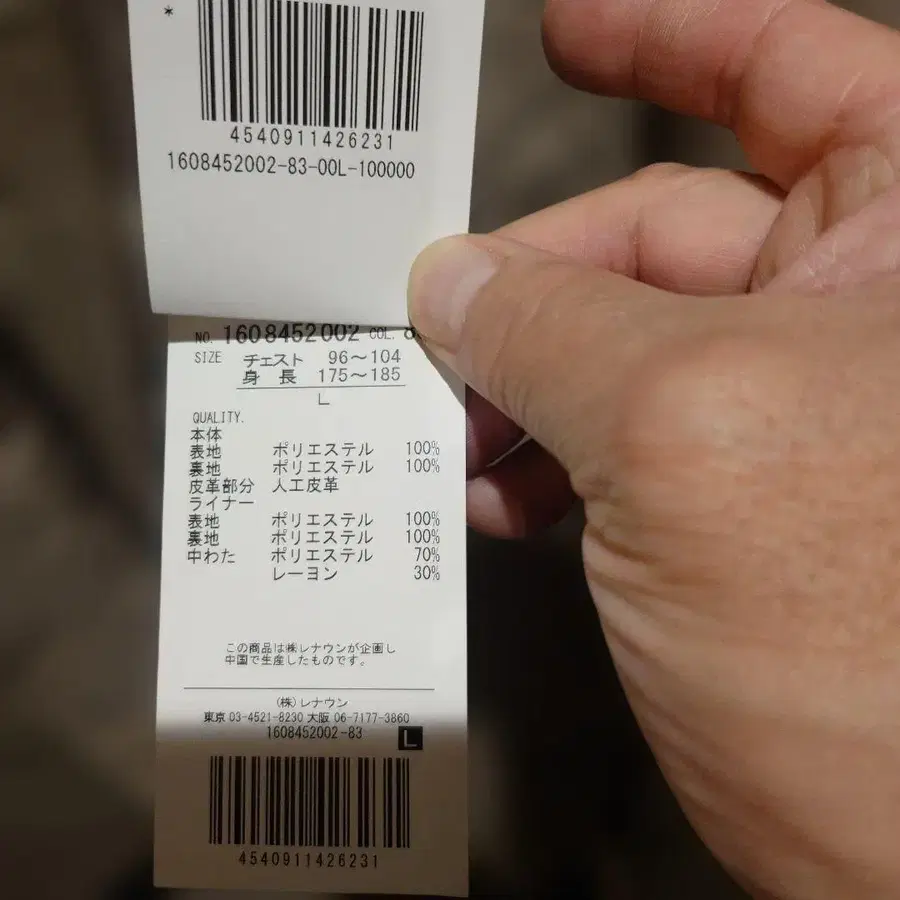 *
4540911426231
1608452002-83-00L-100000
NO. 1608452002 COL. 8
SIZE チェスト 96〜104
身長 175〜185
L
QUALITY.
本体
表地 ポリエステル 100%
裏地 ポリエステル 100%
皮革部分 人工皮革
ライナー
表地 ポリエステル 100%
裏地 ポリエステル 100%
中わた ポリエステル 70%
レーヨン 30%
この商品は㈱レナウンが企画し
中国で生産したものです。
(株)レナウン
東京 03-4521-8230 大阪 06-7177-3860
1608452002-83
L
4540911426231